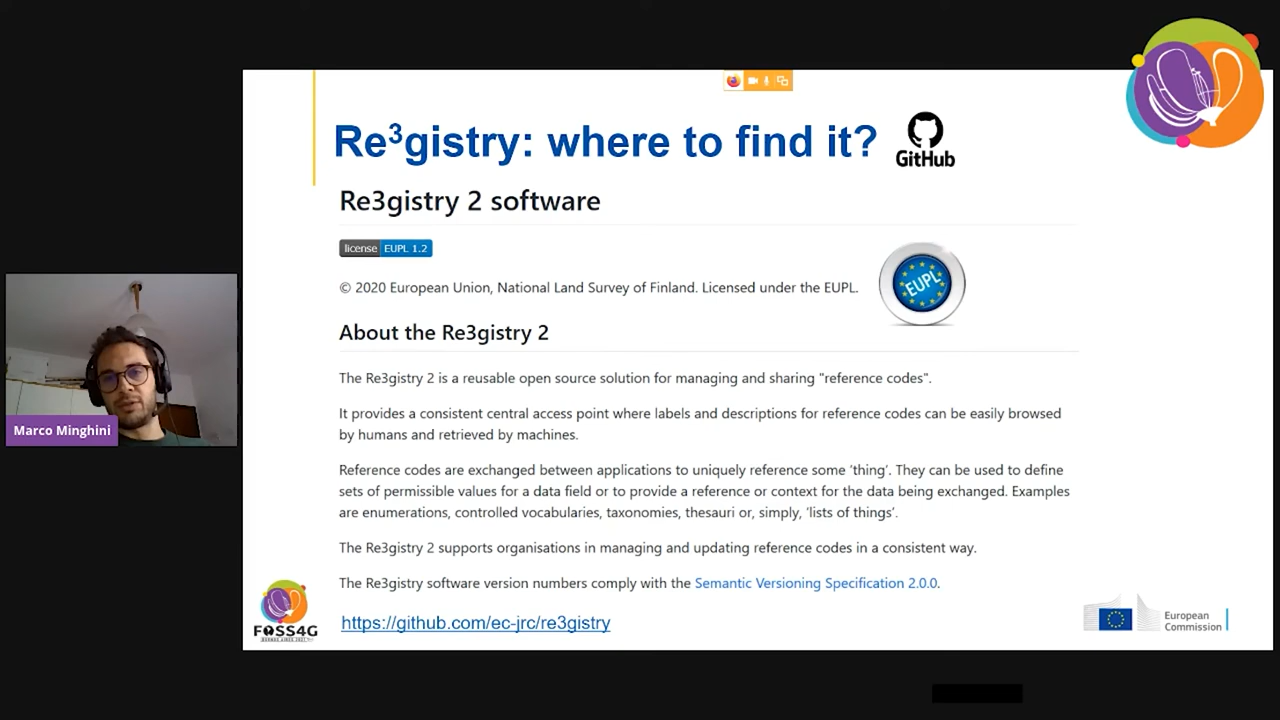 Re³gistry: where to find it?
GitHub
Re3gistry 2 software
license EUPL 1.2
© 2020 European Union, National Land Survey of Finland. Licensed under the EUPL.
EUPL
About the Re3gistry 2
The Re3gistry 2 is a reusable open source solution for managing and sharing "reference codes".
It provides a consistent central access point where labels and descriptions for reference codes can be easily browsed
by humans and retrieved by machines.
Reference codes are exchanged between applications to uniquely reference some ‘thing’. They can be used to define
sets of permissible values for a data field or to provide a reference or context for the data being exchanged. Examples
are enumerations, controlled vocabularies, taxonomies, thesauri or, simply, ‘lists of things’.
The Re3gistry 2 supports organisations in managing and updating reference codes in a consistent way.
The Re3gistry software version numbers comply with the Semantic Versioning Specification 2.0.0.
https://github.com/ec-jrc/re3gistry
FOSS4G
BUENOS AIRES 2021
European
Commission
Marco Minghini